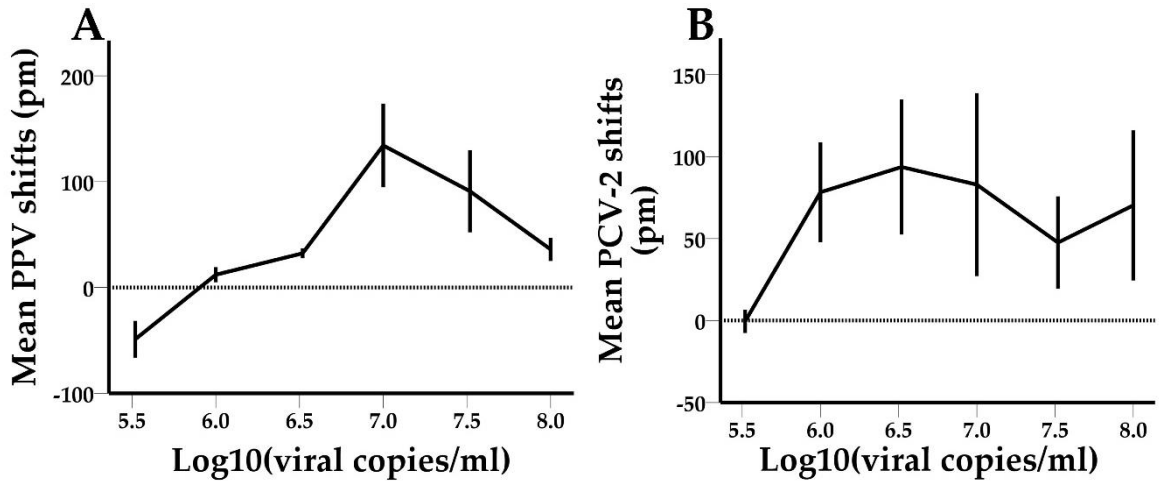 A
Mean PPV shifts (pm)
200
100
0
-100
5.5 6.0 6.5 7.0 7.5 8.0
Log10(viral copies/ml)
B
Mean PCV-2 shifts
(pm)
150
100
50
0
-50
5.5 6.0 6.5 7.0 7.5 8.0
Log10(viral copies/ml)